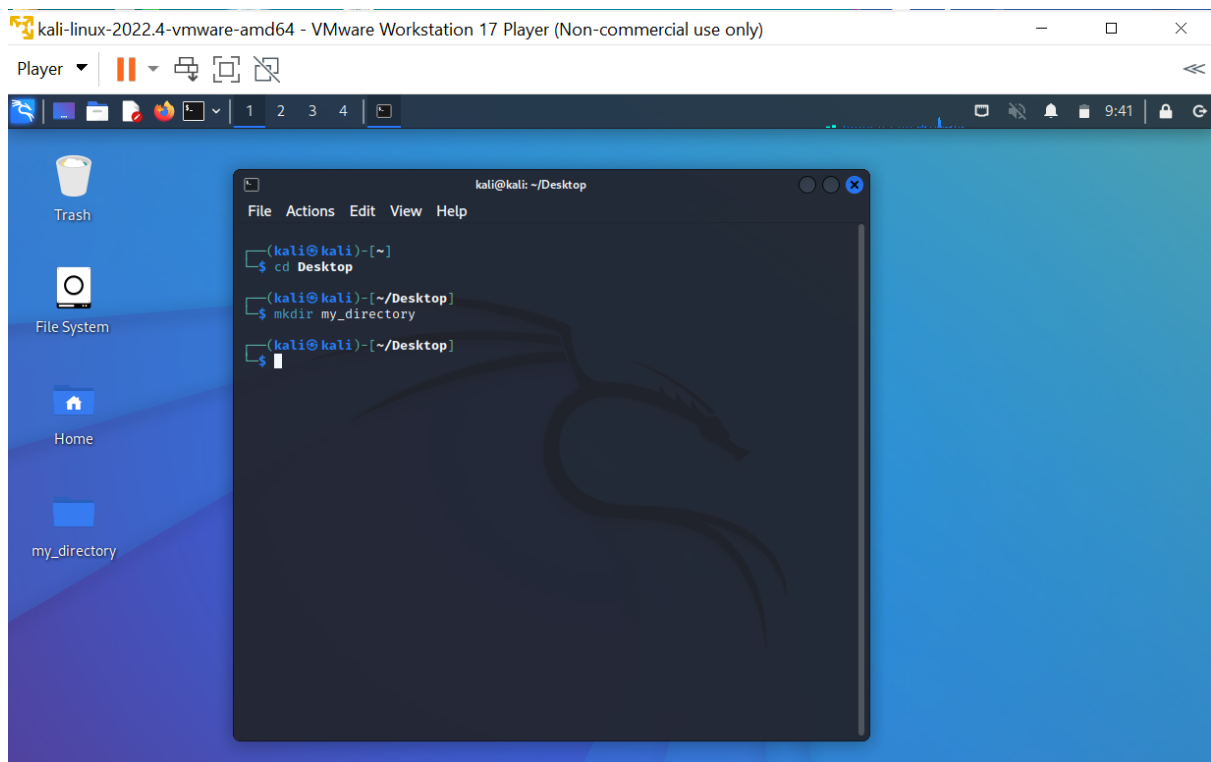 kali-linux-2022.4-vmware-amd64 - VMware Workstation 17 Player (Non-commercial use only)
Player
1 2 3 4
9:41
Trash
File System
Home
my_directory
kali@kali: ~/Desktop
File Actions Edit View Help
┌──(kali㉿kali)-[~]
└─$ cd Desktop
┌──(kali㉿kali)-[~/Desktop]
└─$ mkdir my_directory
┌──(kali㉿kali)-[~/Desktop]
└─$